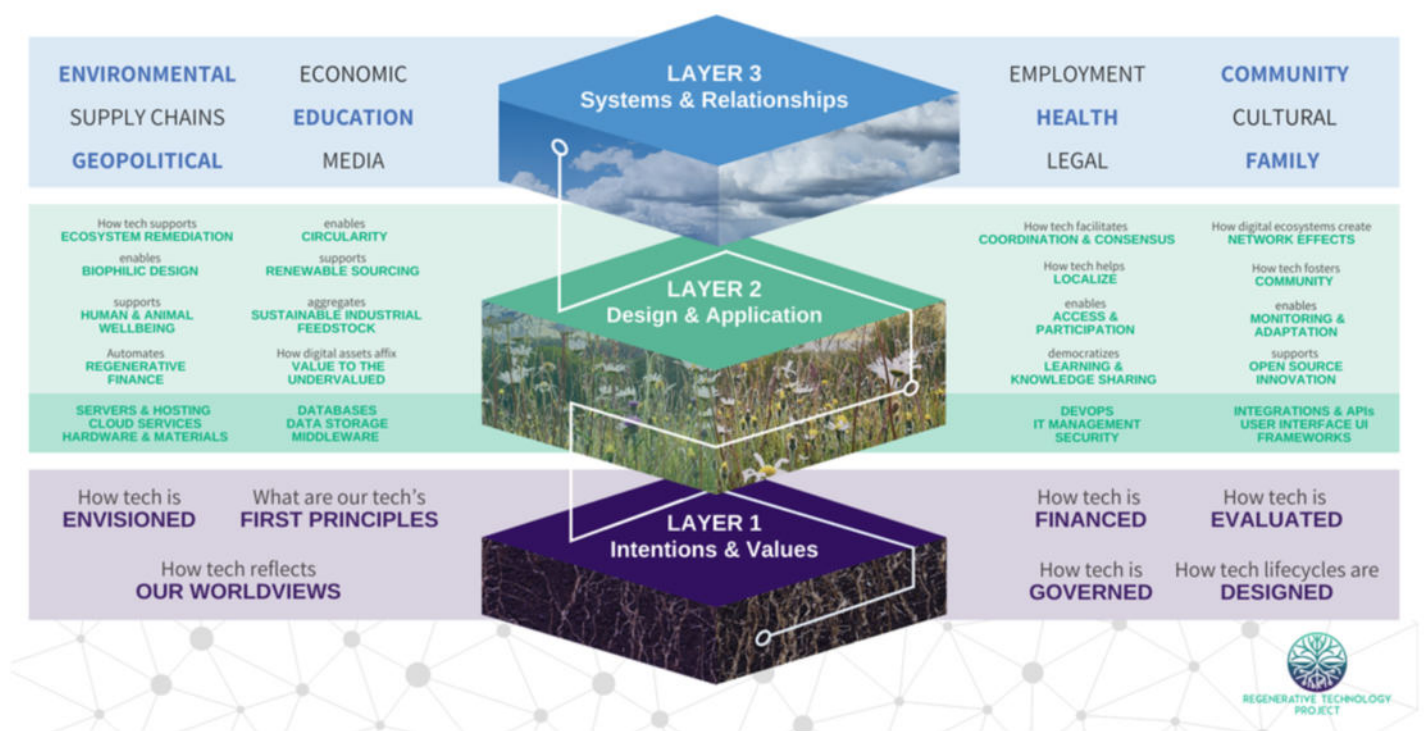 ENVIRONMENTAL
ECONOMIC
SUPPLY CHAINS
EDUCATION
GEOPOLITICAL
MEDIA
LAYER 3
Systems & Relationships
EMPLOYMENT
COMMUNITY
HEALTH
CULTURAL
LEGAL
FAMILY
How tech supports
ECOSYSTEM REMEDIATION
enables
CIRCULARITY
enables
BIOPHILIC DESIGN
supports
RENEWABLE SOURCING
supports
HUMAN & ANIMAL
WELLBEING
aggregates
SUSTAINABLE INDUSTRIAL
FEEDSTOCK
Automates
REGENERATIVE
FINANCE
How digital assets affix
VALUE TO THE
UNDERVALUED
SERVERS & HOSTING
CLOUD SERVICES
HARDWARE & MATERIALS
DATABASES
DATA STORAGE
MIDDLEWARE
LAYER 2
Design & Application
How tech facilitates
COORDINATION & CONSENSUS
How digital ecosystems create
NETWORK EFFECTS
How tech helps
LOCALIZE
How tech fosters
COMMUNITY
enables
ACCESS &
PARTICIPATION
enables
MONITORING &
ADAPTATION
democratizes
LEARNING &
KNOWLEDGE SHARING
supports
OPEN SOURCE
INNOVATION
DEVOPS
IT MANAGEMENT
SECURITY
INTEGRATIONS & APIs
USER INTERFACE UI
FRAMEWORKS
How tech is
ENVISIONED
What are our tech's
FIRST PRINCIPLES
How tech reflects
OUR WORLDVIEWS
LAYER 1
Intentions & Values
How tech is
FINANCED
How tech is
EVALUATED
How tech is
GOVERNED
How tech lifecycles are
DESIGNED
REGENERATIVE TECHNOLOGY
PROJECT